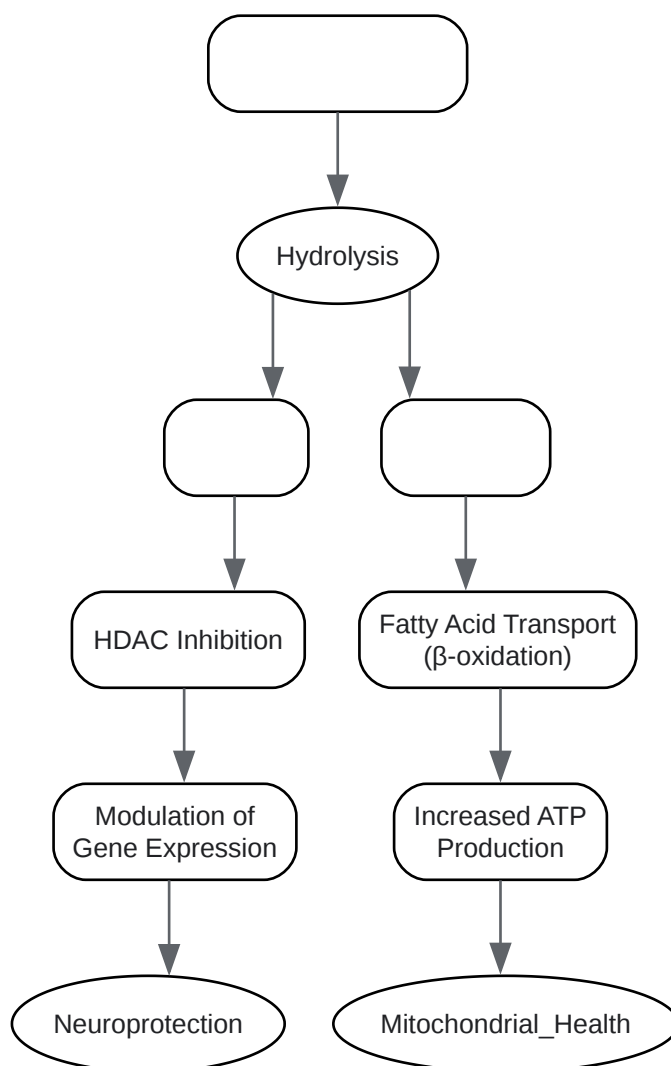 Hydrolysis
HDAC Inhibition
Fatty Acid Transport
(β-oxidation)
Modulation of
Gene Expression
Increased ATP
Production
Neuroprotection
Mitochondrial_Health